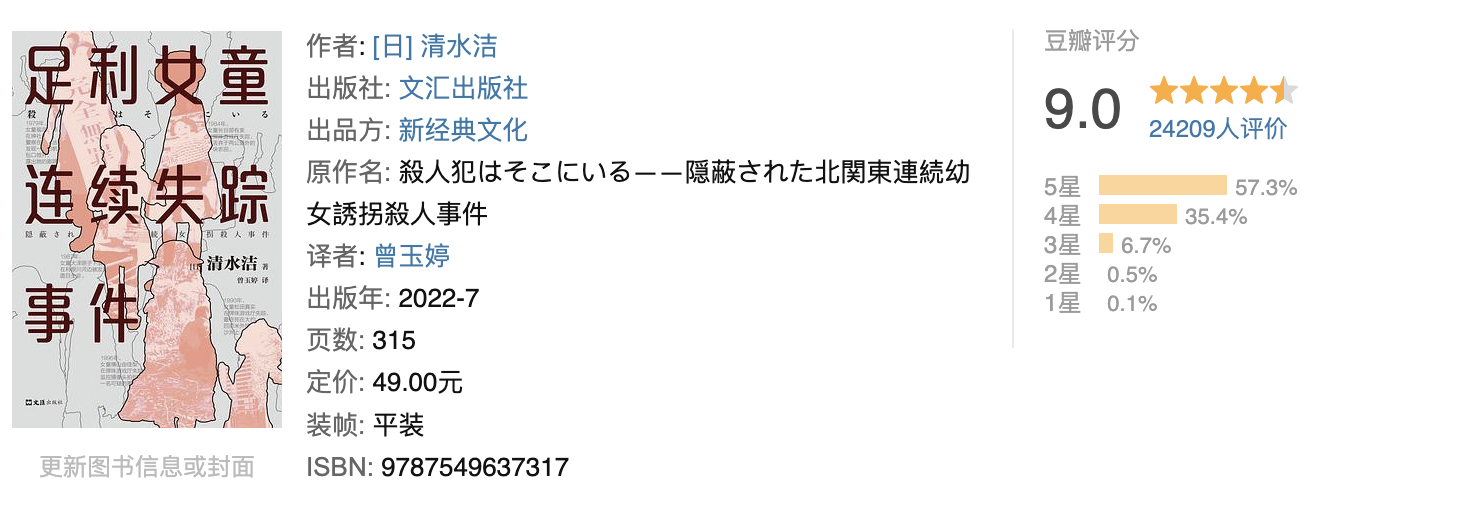 足利女童
殺 はそ にいる
连续失踪
隠蔽され 続 女 拐殺人事件
清水洁 著
曾玉婷 译
事件
文汇出版社
更新图书信息或封面
作者: [日] 清水洁
出版社: 文汇出版社
出品方: 新经典文化
原作名: 殺人犯はそこにいる——隠蔽された北関東連続幼
女誘拐殺人事件
译者: 曾玉婷
出版年: 2022-7
页数: 315
定价: 49.00元
装帧: 平装
ISBN: 9787549637317
豆瓣评分
9.0
24209人评价
5星 57.3%
4星 35.4%
3星 6.7%
2星 0.5%
1星 0.1%